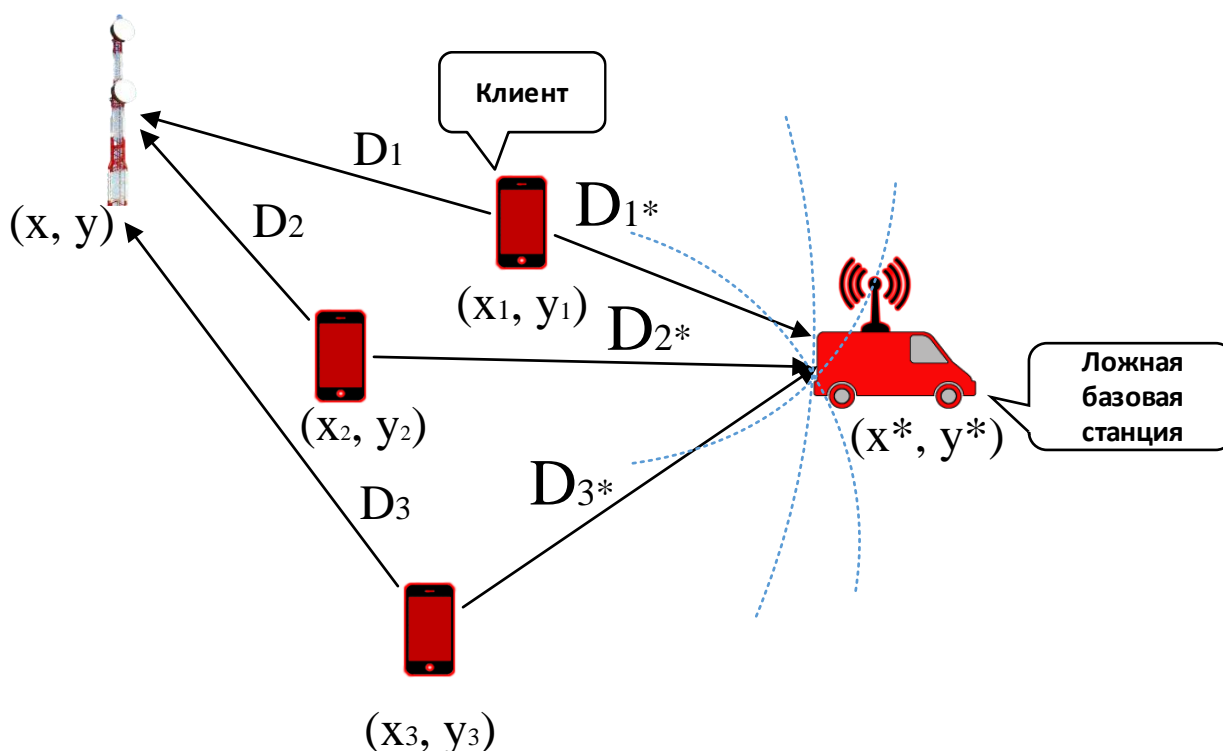 Клиент
D1
D1*
(x, y)
D2
(x1, y1)
D2*
Ложная
базовая
станция
(x2, y2)
(x*, y*)
D3
D3*
(x3, y3)